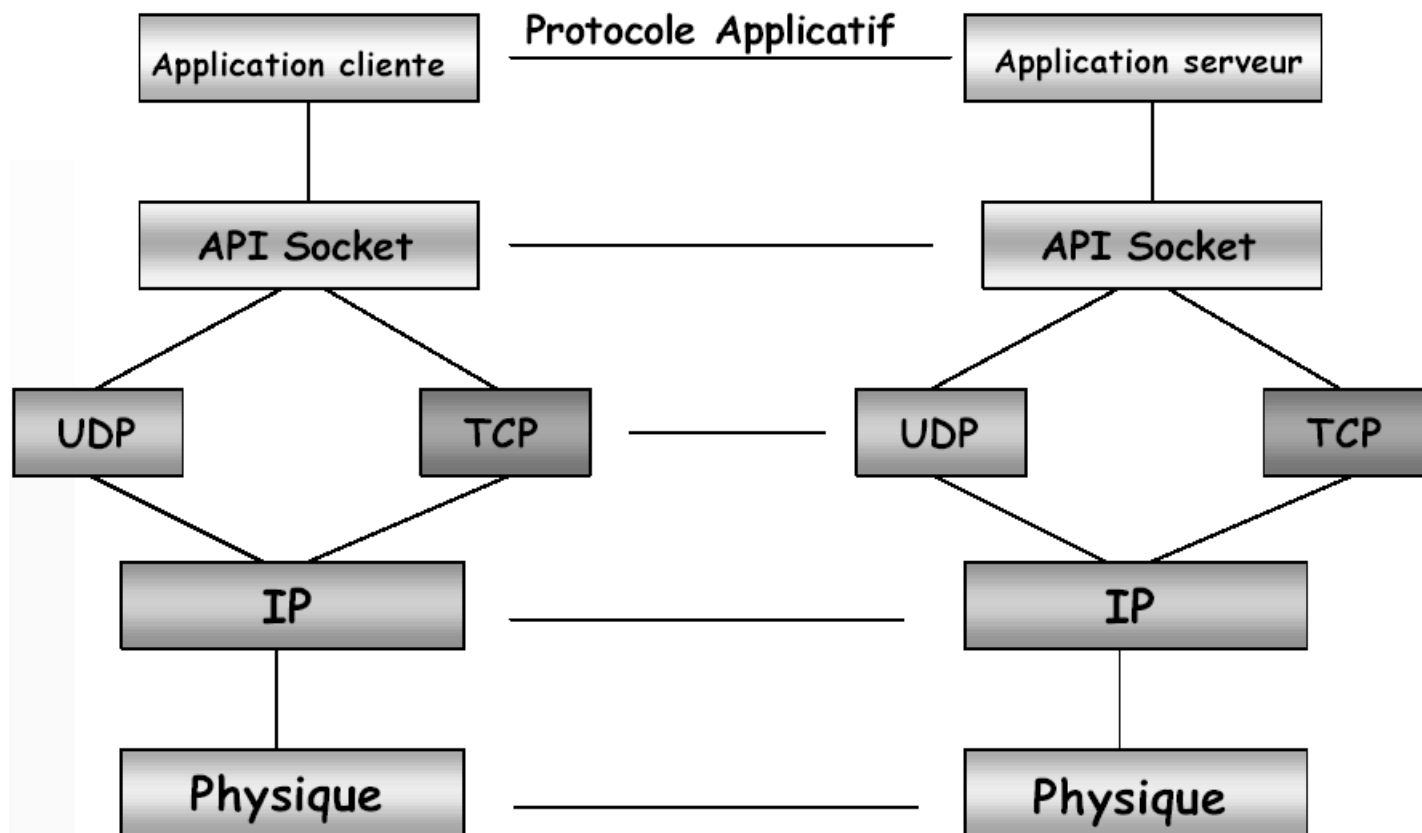 Protocole Applicatif
Application cliente
Application serveur
API Socket
API Socket
UDP
TCP
UDP
TCP
IP
IP
Physique
Physique